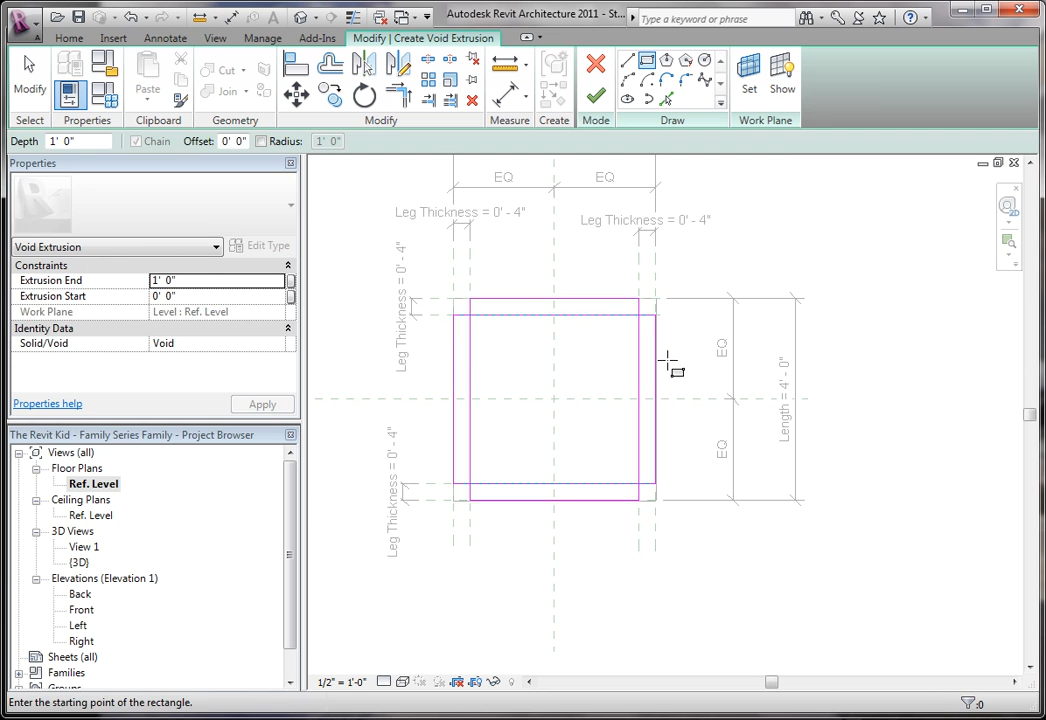 Autodesk Revit Architecture 2011 - St...
Type a keyword or phrase
Home
Insert
Annotate
View
Manage
Add-Ins
Modify | Create Void Extrusion
Modify
Paste
Cut
Join
Set
Show
Select
Properties
Clipboard
Geometry
Modify
Measure
Create
Mode
Draw
Work Plane
Depth 1' 0"
Chain
Offset: 0' 0"
Radius: 1' 0"
Properties
Void Extrusion
Edit Type
Constraints
Extrusion End 1' 0"
Extrusion Start 0' 0"
Work Plane Level : Ref. Level
Identity Data
Solid/Void Void
Properties help
Apply
The Revit Kid - Family Series Family - Project Browser
Views (all)
Floor Plans
Ref. Level
Ceiling Plans
Ref. Level
3D Views
View 1
{3D}
Elevations (Elevation 1)
Back
Front
Left
Right
Sheets (all)
Families
Groups
EQ
EQ
Leg Thickness = 0' - 4"
Leg Thickness = 0' - 4"
Leg Thickness = 0' - 4"
Leg Thickness = 0' - 4"
EQ
EQ
Length = 4' - 0"
2D
1/2" = 1'-0"
Enter the starting point of the rectangle.
:0